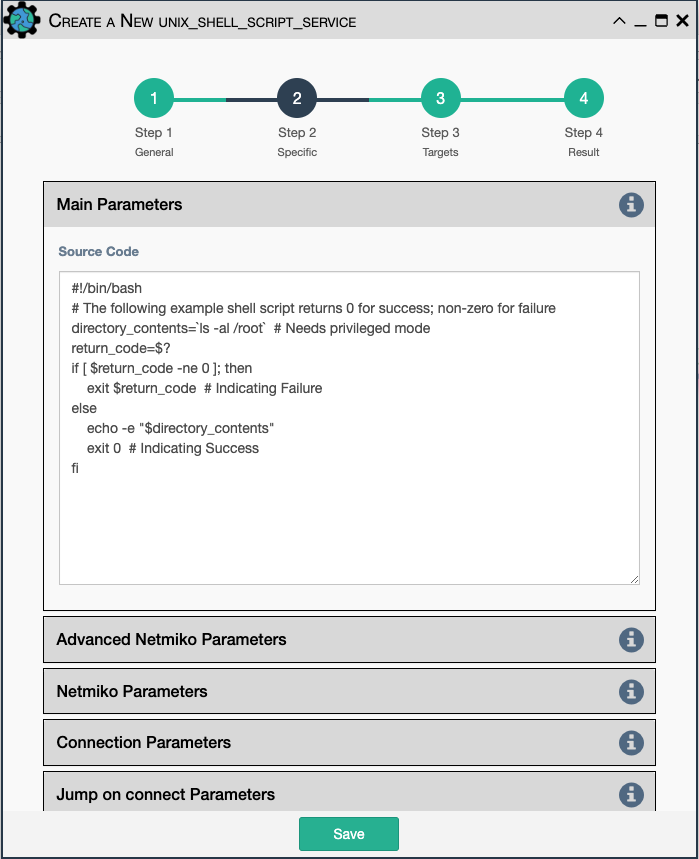 Create a New unix_shell_script_service
1
2
3
4
Step 1
Step 2
Step 3
Step 4
General
Specific
Targets
Result
Main Parameters
Source Code
#!/bin/bash
# The following example shell script returns 0 for success; non-zero for failure
directory_contents=`ls -al /root`  # Needs privileged mode
return_code=$?
if [ $return_code -ne 0 ]; then
    exit $return_code  # Indicating Failure
else
    echo -e "$directory_contents"
    exit 0  # Indicating Success
fi
Advanced Netmiko Parameters
Netmiko Parameters
Connection Parameters
Jump on connect Parameters
Save